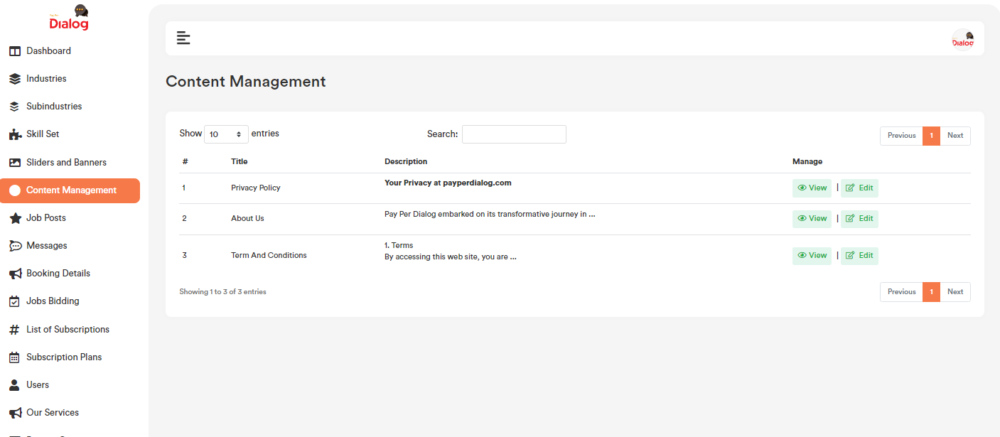 Pay Per
Dialog
Dashboard
Industries
Subindustries
Skill Set
Sliders and Banners
Content Management
Job Posts
Messages
Booking Details
Jobs Bidding
List of Subscriptions
Subscription Plans
Users
Our Services
Dialog
Content Management
Show 10 entries
Search:
Previous 1 Next
# Title Description Manage
1 Privacy Policy Your Privacy at payperdialog.com View | Edit
2 About Us Pay Per Dialog embarked on its transformative journey in ... View | Edit
3 Term And Conditions 1. Terms
By accessing this web site, you are ... View | Edit
Showing 1 to 3 of 3 entries
Previous 1 Next